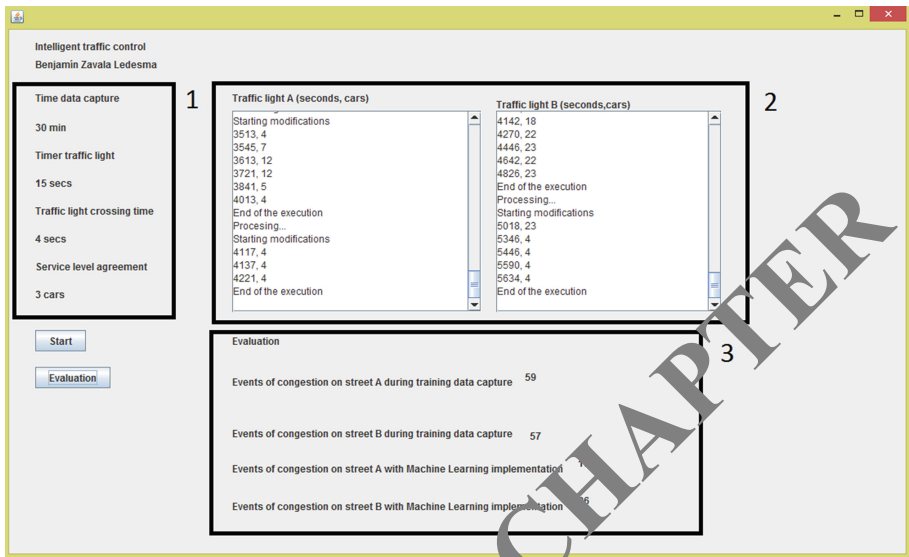 Intelligent traffic control
Benjamín Zavala Ledesma
Time data capture
30 min
Timer traffic light
15 secs
Traffic light crossing time
4 secs
Service level agreement
3 cars
Start
Evaluation
1
Traffic light A (seconds, cars)
Starting modifications
3513, 4
3545, 7
3613, 12
3721, 12
3841, 5
4013, 4
End of the execution
Procesing...
Starting modifications
4117, 4
4137, 4
4221, 4
End of the execution
Traffic light B (seconds,cars)
4142, 18
4270, 22
4446, 23
4642, 22
4826, 23
End of the execution
Processing...
Starting modifications
5018, 23
5346, 4
5446, 4
5590, 4
5634, 4
End of the execution
2
Evaluation
Events of congestion on street A during training data capture 59
Events of congestion on street B during training data capture 57
Events of congestion on street A with Machine Learning implementation
Events of congestion on street B with Machine Learning implementation
3
CHAPTER